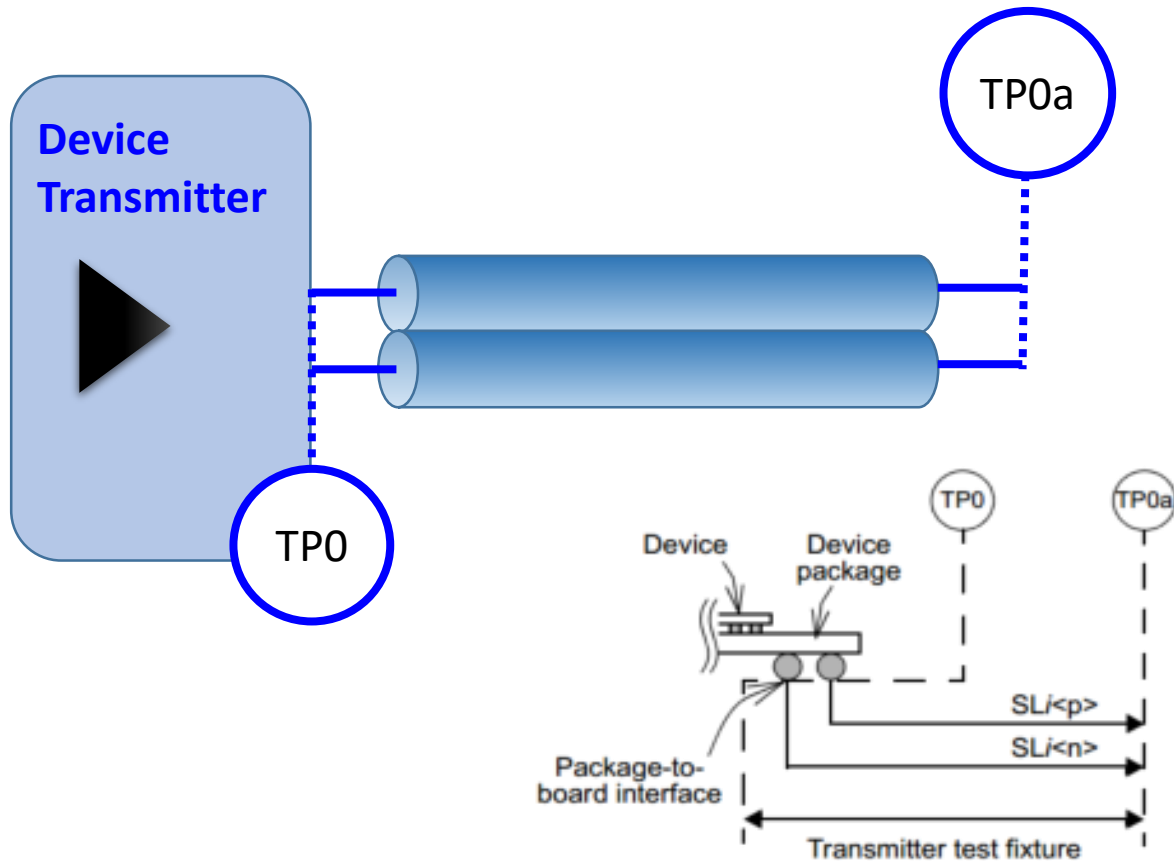 TP0a
Device
Transmitter
TP0
TP0
TP0a
Device
Device
package
SLi<p>
SLi<n>
Package-to-
board interface
Transmitter test fixture